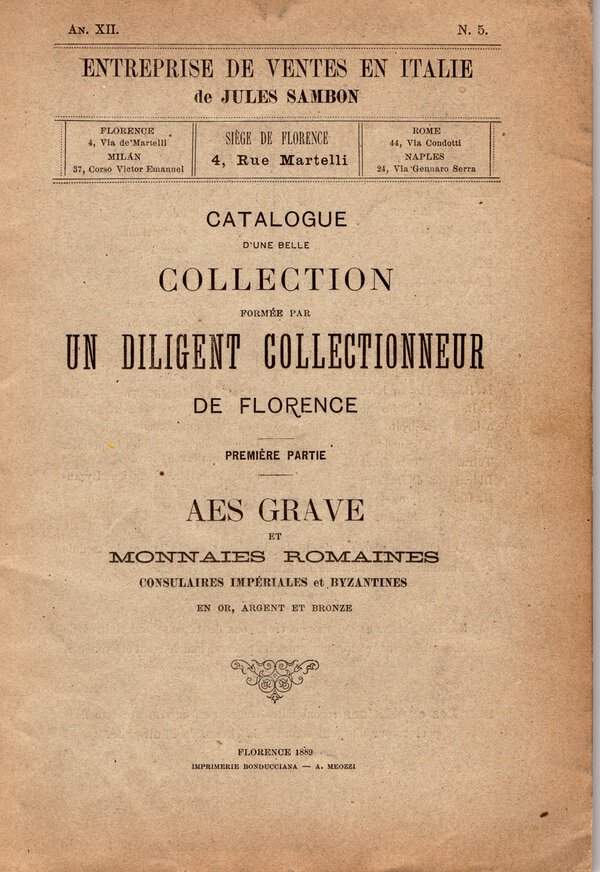 AN. XII.
N. 5.
ENTREPRISE DE VENTES EN ITALIE
de JULES SAMBON
FLORENCE
4, Via de' Martelli
MILAN
37, Corso Victor Emanuel
SIÈGE DE FLORENCE
4, Rue Martelli
ROME
44, Via Condotti
NAPLES
24, Via Gennaro Serra
CATALOGUE
D'UNE BELLE
COLLECTION
FORMÉE PAR
UN DILIGENT COLLECTIONNEUR
DE FLORENCE
PREMIÈRE PARTIE
AES GRAVE
ET
MONNAIES ROMAINES
CONSULAIRES IMPÉRIALES et BYZANTINES
EN OR, ARGENT ET BRONZE
FLORENCE 1889
IMPRIMERIE BONDUCCIANA — A. MEOZZI